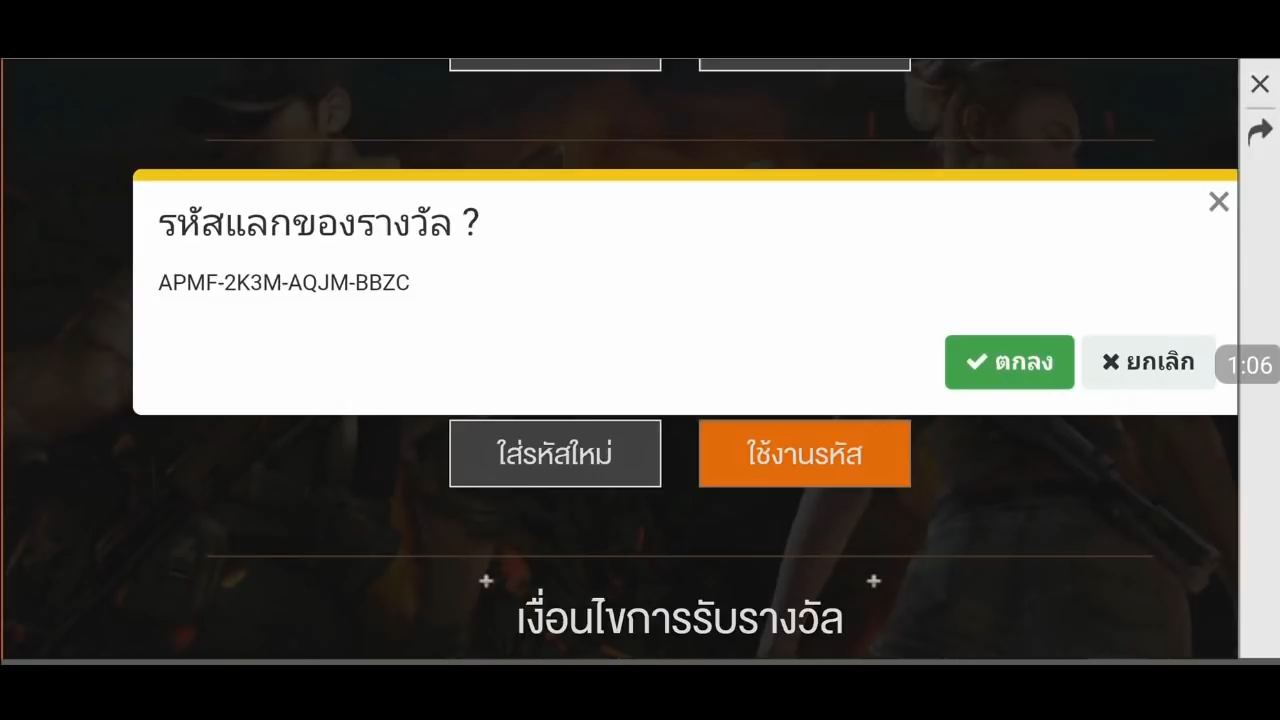 รหัสแลกของรางวัล ?
APMF-2K3M-AQJM-BBZC
ตกลง
ยกเลิก
1:06
ใส่รหัสใหม่
ใช้งานรหัส
เงื่อนไขการรับรางวัล